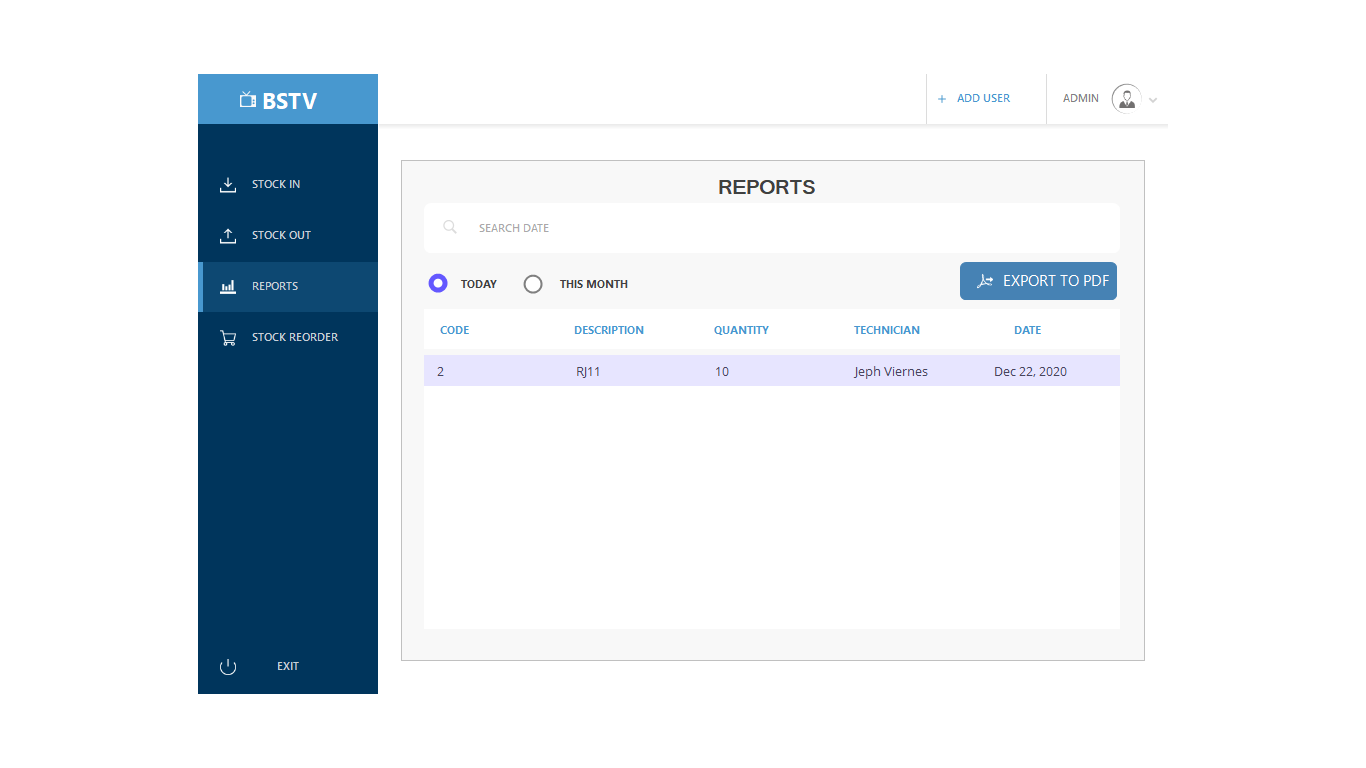 BSTV
+ ADD USER
ADMIN
STOCK IN
STOCK OUT
REPORTS
STOCK REORDER
EXIT
REPORTS
SEARCH DATE
TODAY THIS MONTH EXPORT TO PDF
CODE DESCRIPTION QUANTITY TECHNICIAN DATE
2 RJ11 10 Jeph Viernes Dec 22, 2020